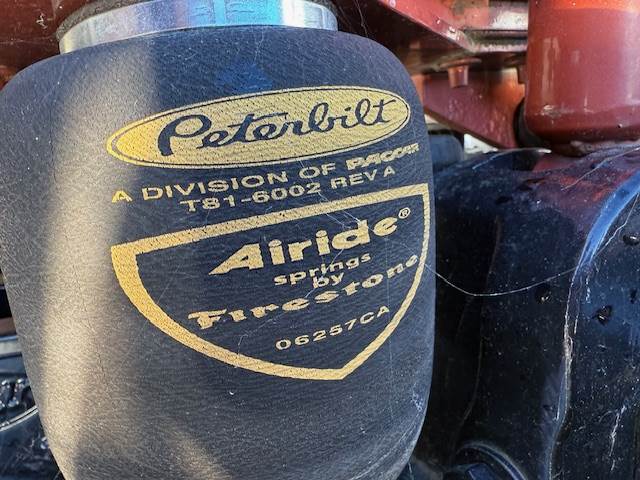 Peterbilt
A DIVISION OF PACCAR
T81-6002 REV A
Airide®
springs
by
Firestone
06257CA